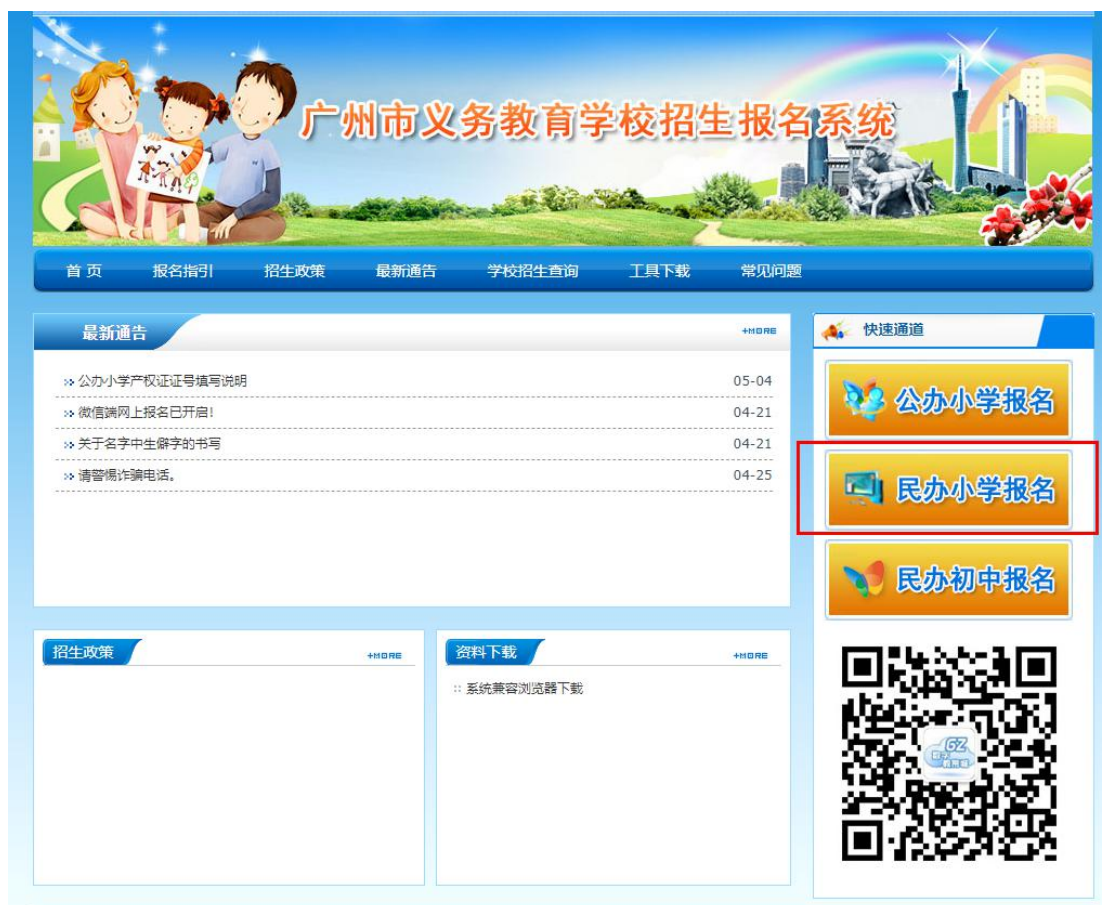 广州市义务教育学校招生报名系统
首页 报名指引 招生政策 最新通告 学校招生查询 工具下载 常见问题
最新通告 +MORE
公办小学产权证证号填写说明 05-04
微信端网上报名已开启！ 04-21
关于名字中生僻字的书写 04-21
请警惕诈骗电话。 04-25
快速通道
公办小学报名
民办小学报名
民办初中报名
招生政策 +MORE
资料下载 +MORE
系统兼容浏览器下载
GZ